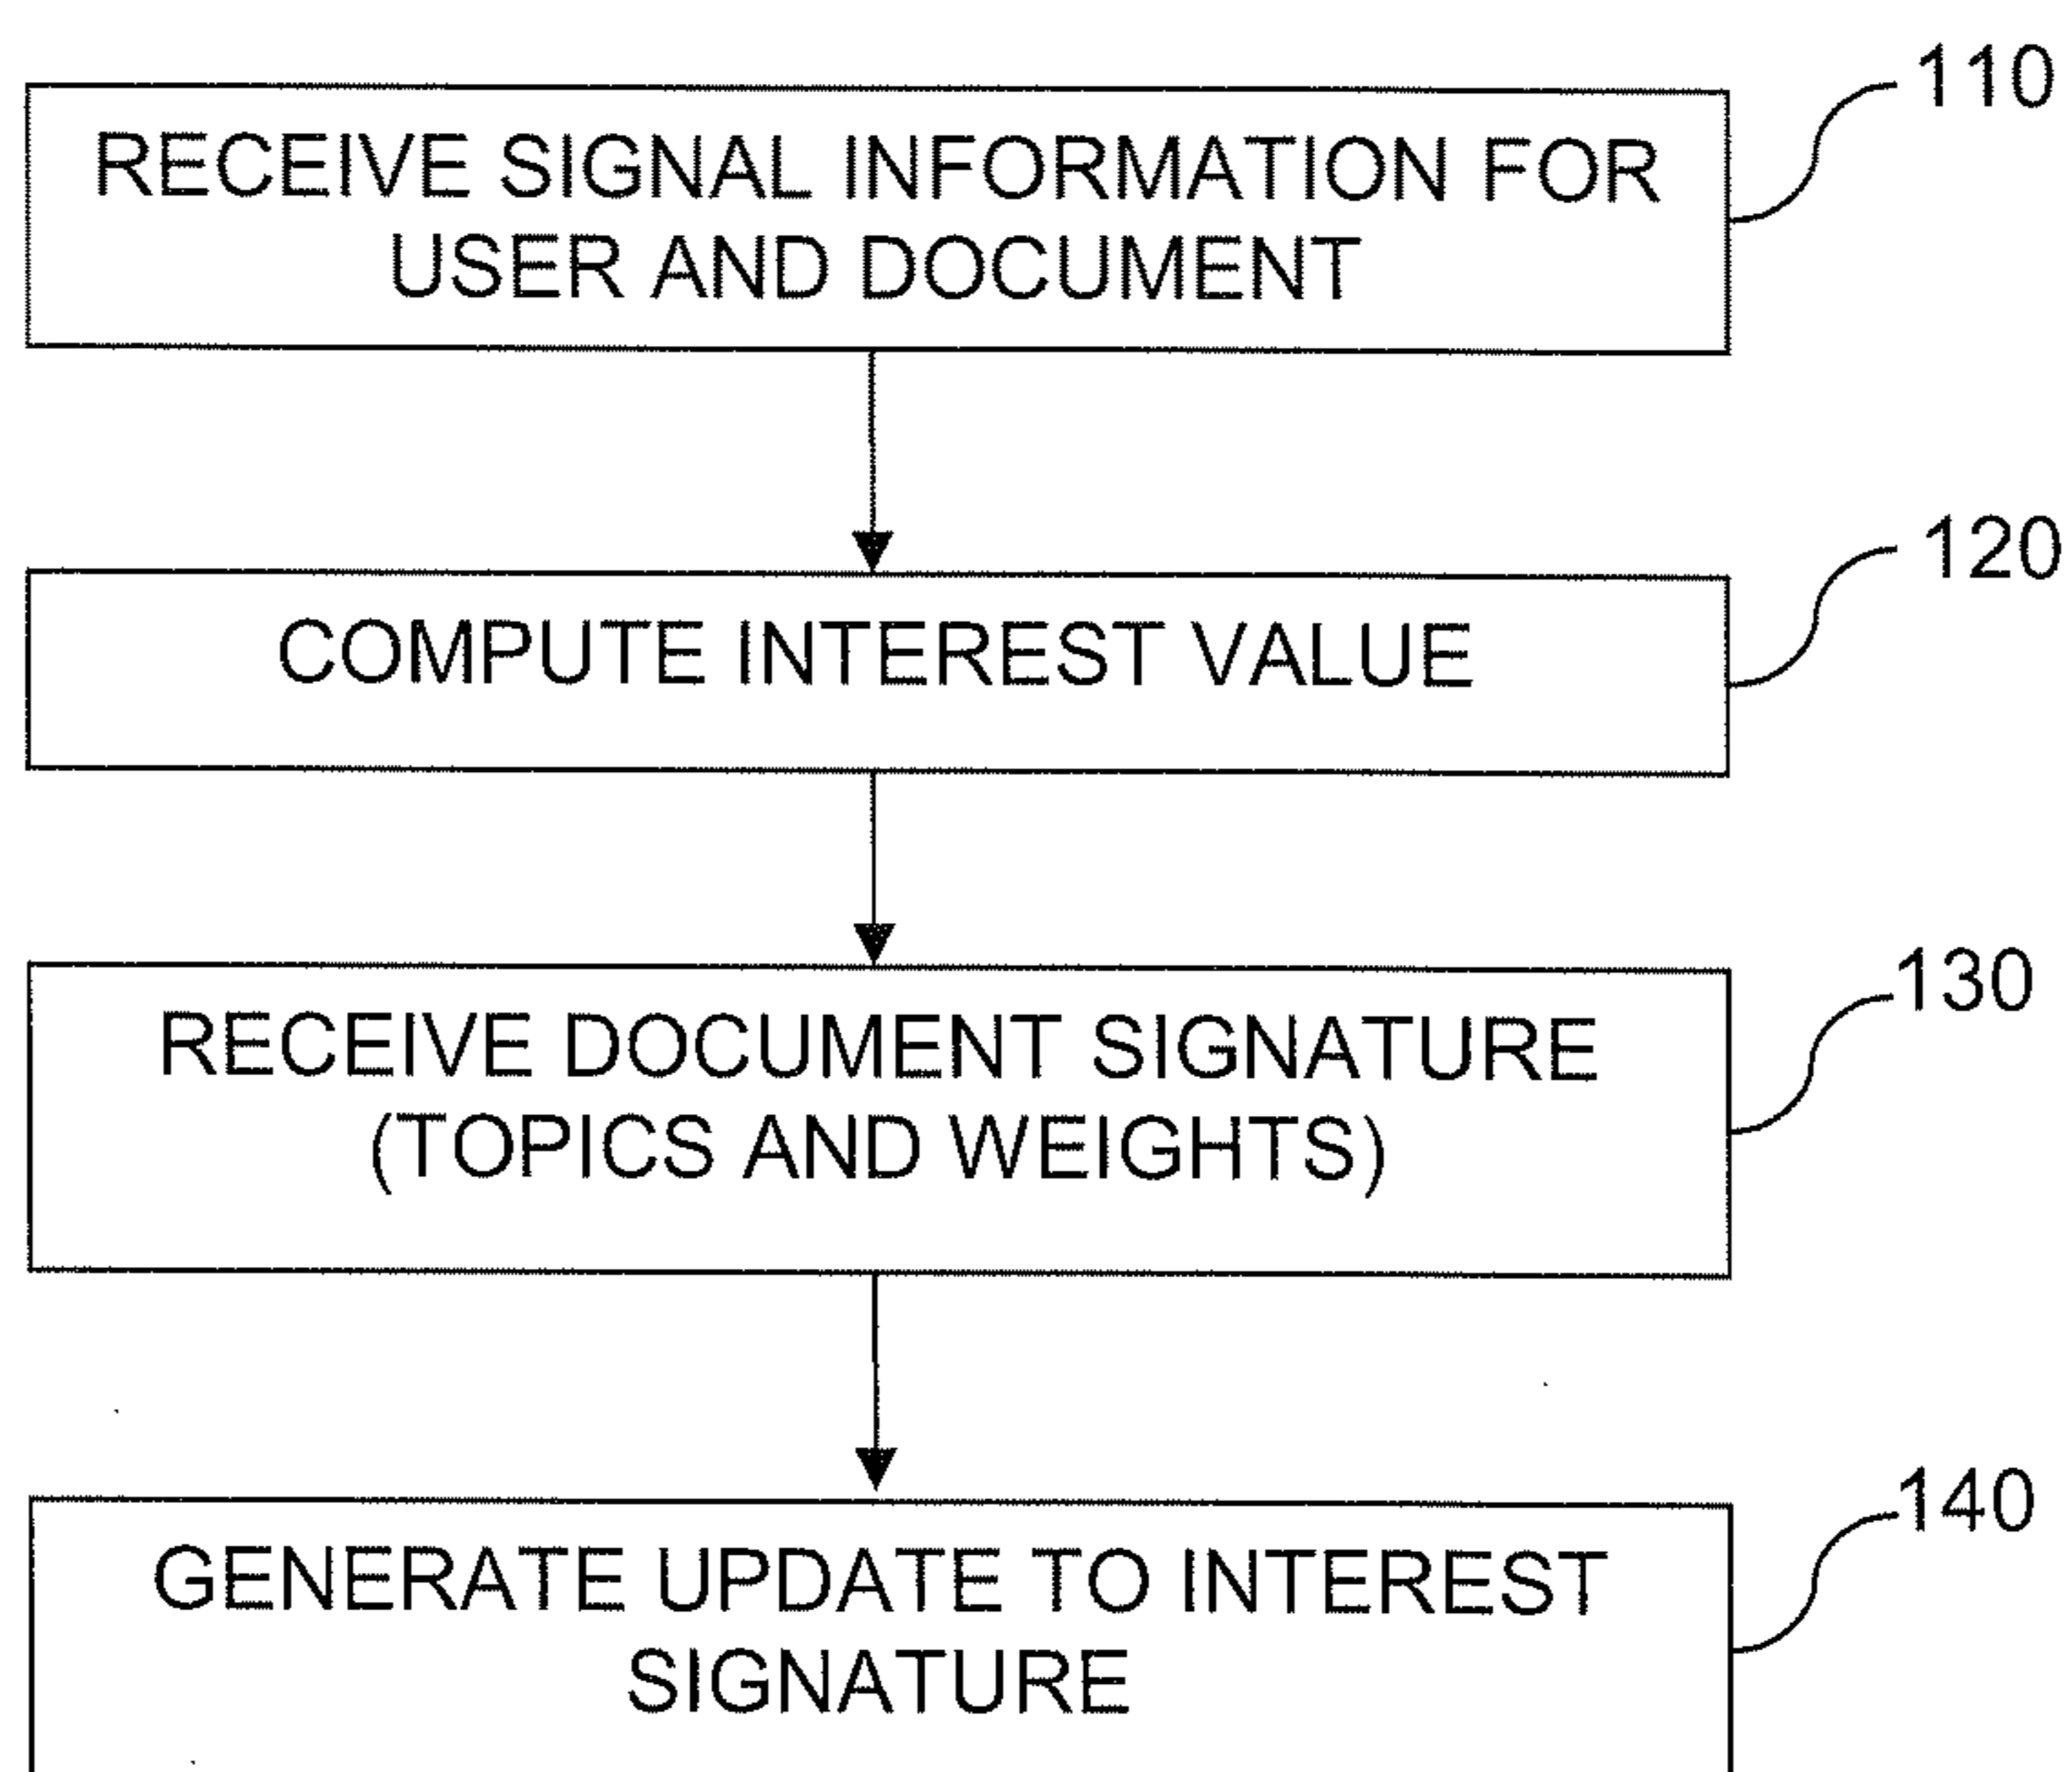 110
RECEIVE SIGNAL INFORMATION FOR
USER AND DOCUMENT
120
COMPUTE INTEREST VALUE
130
RECEIVE DOCUMENT SIGNATURE
(TOPICS AND WEIGHTS)
140
GENERATE UPDATE TO INTEREST
SIGNATURE